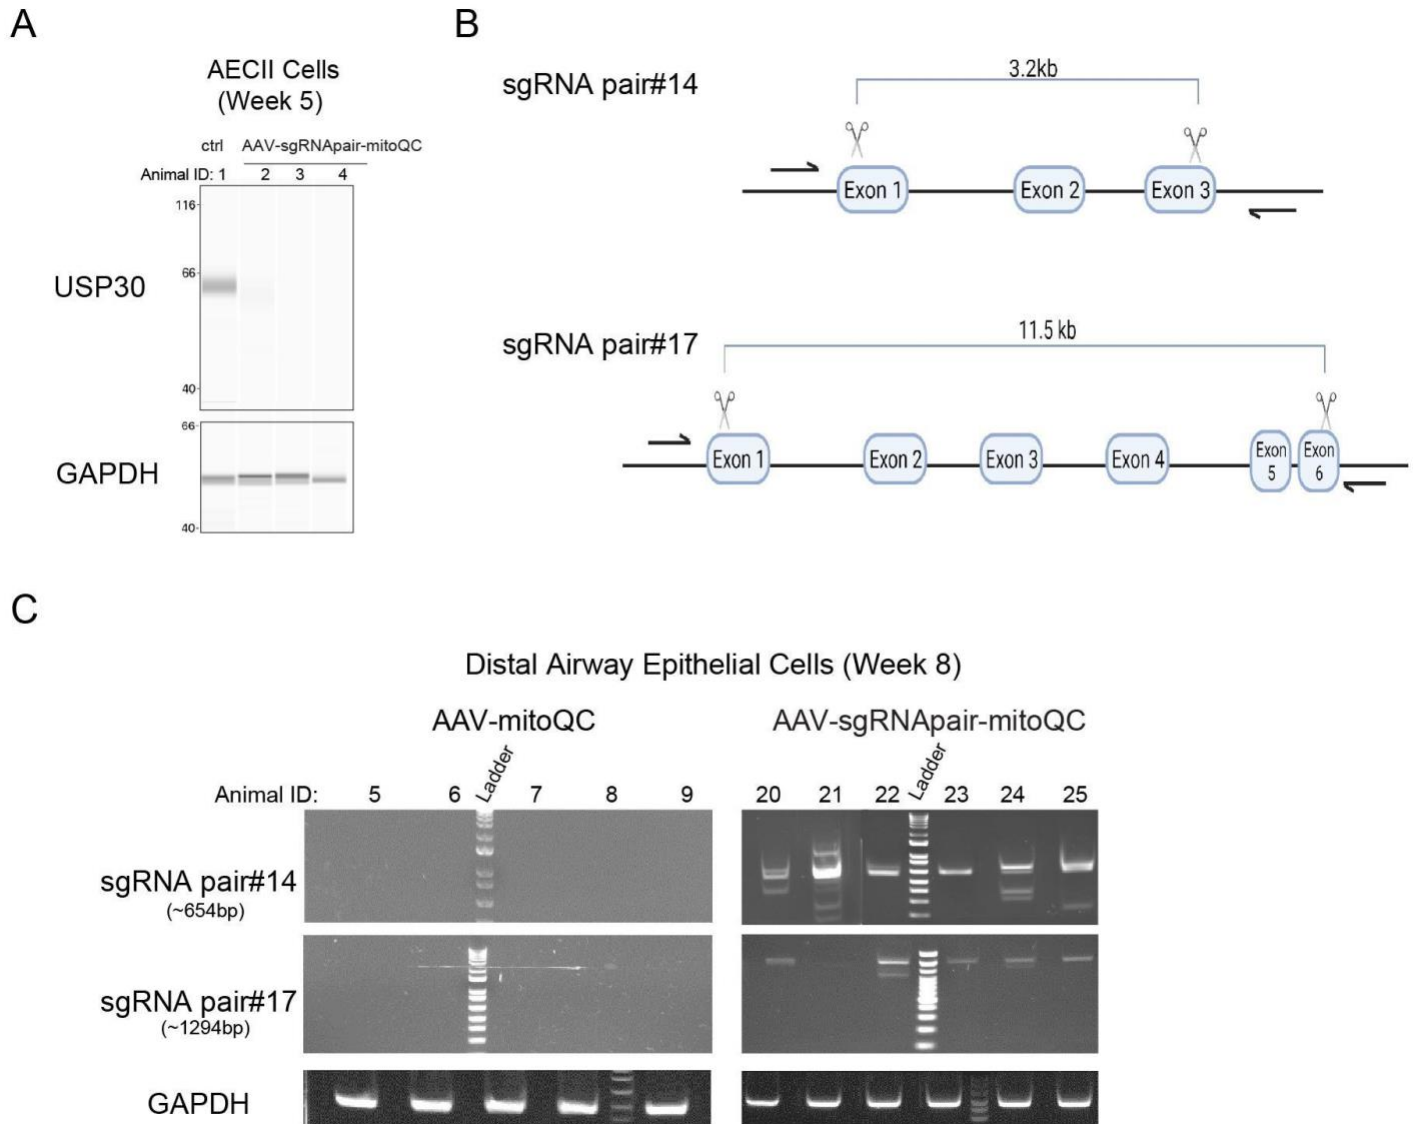 A
AECII Cells
(Week 5)
ctrl AAV-sgRNApair-mitoQC
Animal ID: 1 2 3 4
116
66
USP30
40
66
GAPDH
40
B
sgRNA pair#14
3.2kb
Exon 1 Exon 2 Exon 3
sgRNA pair#17
11.5 kb
Exon 1 Exon 2 Exon 3 Exon 4 Exon 5 Exon 6
C
Distal Airway Epithelial Cells (Week 8)
AAV-mitoQC AAV-sgRNApair-mitoQC
Animal ID: 5 6 Ladder 7 8 9 20 21 22 Ladder 23 24 25
sgRNA pair#14
(~654bp)
sgRNA pair#17
(~1294bp)
GAPDH